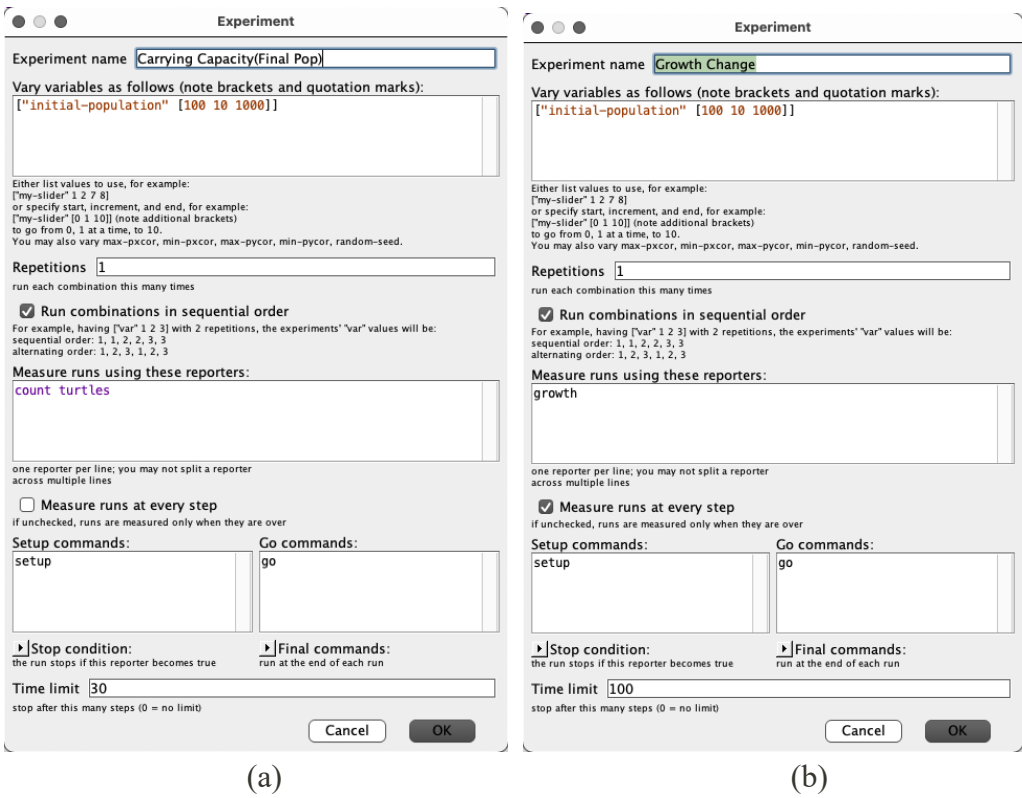 Experiment
Experiment name Carrying Capacity(Final Pop)
Vary variables as follows (note brackets and quotation marks):
["initial-population" [100 10 1000]]
Either list values to use, for example:
["my-slider" 1 2 7 8]
or specify start, increment, and end, for example:
["my-slider" [0 1 10]] (note additional brackets)
to go from 0, 1 at a time, to 10.
You may also vary max-pxcor, min-pxcor, max-pycor, min-pycor, random-seed.
Repetitions 1
run each combination this many times
Run combinations in sequential order
For example, having ["var" 1 2 3] with 2 repetitions, the experiments' "var" values will be:
sequential order: 1, 1, 2, 2, 3, 3
alternating order: 1, 2, 3, 1, 2, 3
Measure runs using these reporters:
count turtles
one reporter per line; you may not split a reporter
across multiple lines
Measure runs at every step
if unchecked, runs are measured only when they are over
Setup commands: Go commands:
setup go
Stop condition: Final commands:
the run stops if this reporter becomes true run at the end of each run
Time limit 30
stop after this many steps (0 = no limit)
Cancel OK
(a)
Experiment
Experiment name Growth Change
Vary variables as follows (note brackets and quotation marks):
["initial-population" [100 10 1000]]
Either list values to use, for example:
["my-slider" 1 2 7 8]
or specify start, increment, and end, for example:
["my-slider" [0 1 10]] (note additional brackets)
to go from 0, 1 at a time, to 10.
You may also vary max-pxcor, min-pxcor, max-pycor, min-pycor, random-seed.
Repetitions 1
run each combination this many times
Run combinations in sequential order
For example, having ["var" 1 2 3] with 2 repetitions, the experiments' "var" values will be:
sequential order: 1, 1, 2, 2, 3, 3
alternating order: 1, 2, 3, 1, 2, 3
Measure runs using these reporters:
growth
one reporter per line; you may not split a reporter
across multiple lines
Measure runs at every step
if unchecked, runs are measured only when they are over
Setup commands: Go commands:
setup go
Stop condition: Final commands:
the run stops if this reporter becomes true run at the end of each run
Time limit 100
stop after this many steps (0 = no limit)
Cancel OK
(b)